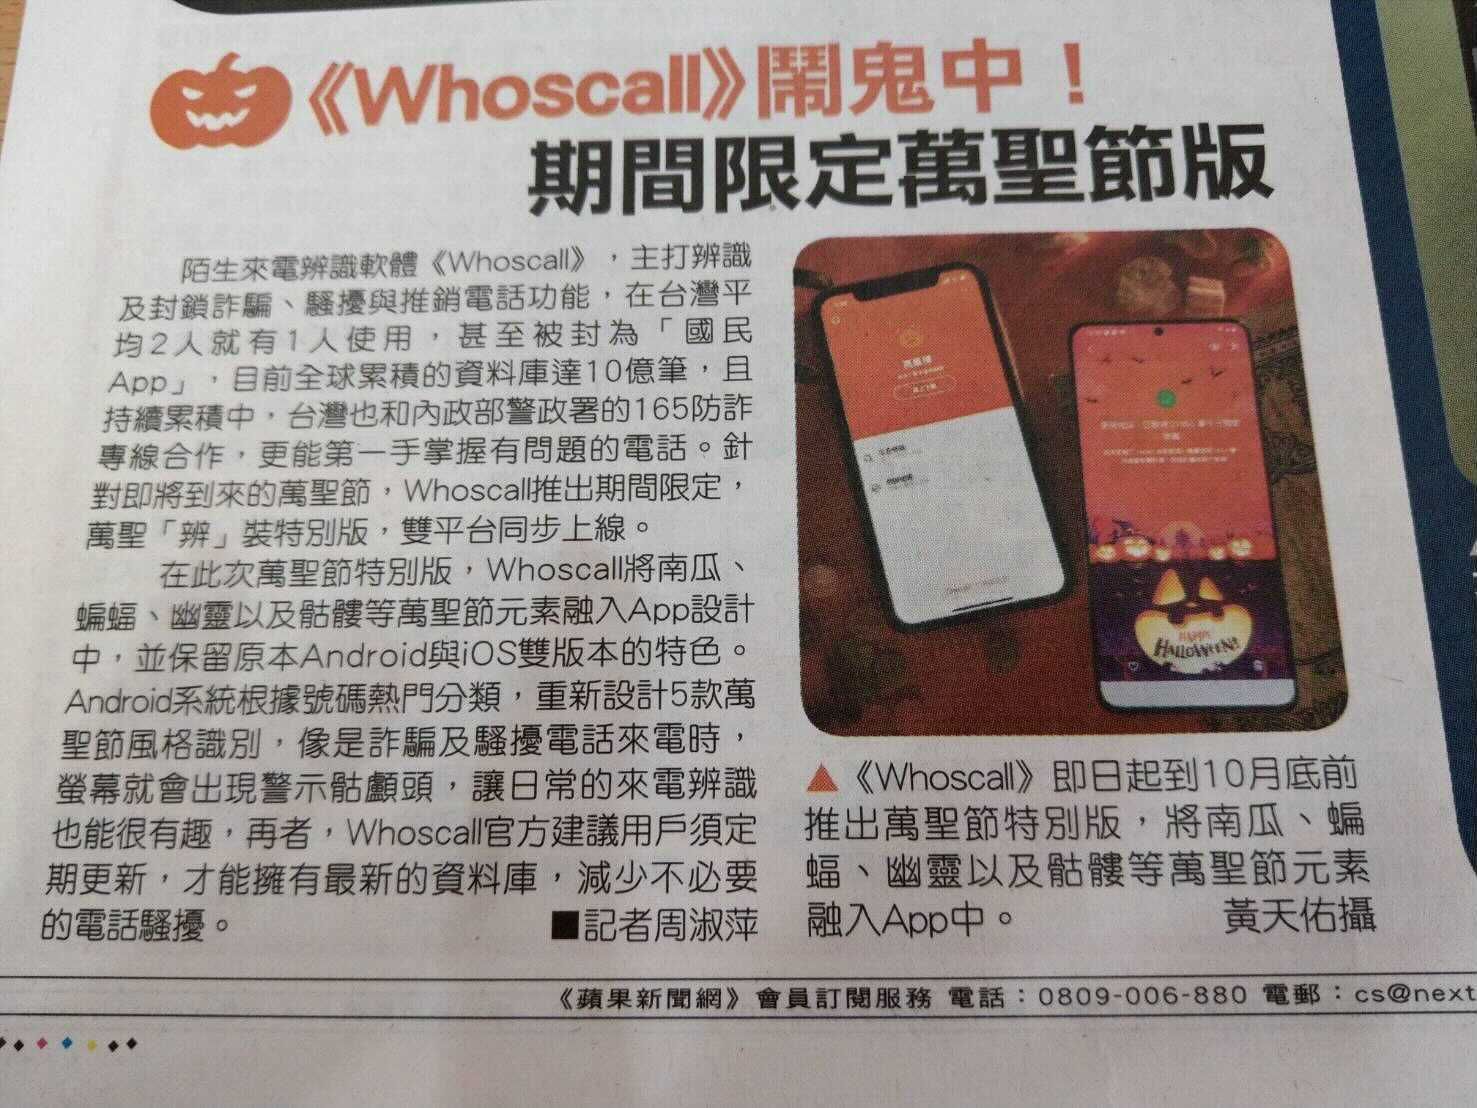 《Whoscall》鬧鬼中！
期間限定萬聖節版
陌生來電辨識軟體《Whoscall》，主打辨識
及封鎖詐騙、騷擾與推銷電話功能，在台灣平
均2人就有1人使用，甚至被封為「國民
App」，目前全球累積的資料庫達10億筆，且
持續累積中，台灣也和內政部警政署的165防詐
專線合作，更能第一手掌握有問題的電話。針
對即將到來的萬聖節，Whoscall推出期間限定，
萬聖「辨」裝特別版，雙平台同步上線。
在此次萬聖節特別版，Whoscall將南瓜、
蝙蝠、幽靈以及骷髏等萬聖節元素融入App設計
中，並保留原本Android與iOS雙版本的特色。
Android系統根據號碼熱門分類，重新設計5款萬
聖節風格識別，像是詐騙及騷擾電話來電時，
螢幕就會出現警示骷顱頭，讓日常的來電辨識
也能很有趣，再者，Whoscall官方建議用戶須定
期更新，才能擁有最新的資料庫，減少不必要
的電話騷擾。
■記者周淑萍
HAPPY
HALLOWEEN!
▲《Whoscall》即日起到10月底前
推出萬聖節特別版，將南瓜、蝙
蝠、幽靈以及骷髏等萬聖節元素
融入App中。 黃天佑攝
《蘋果新聞網》會員訂閱服務 電話：0809-006-880 電郵：cs@next